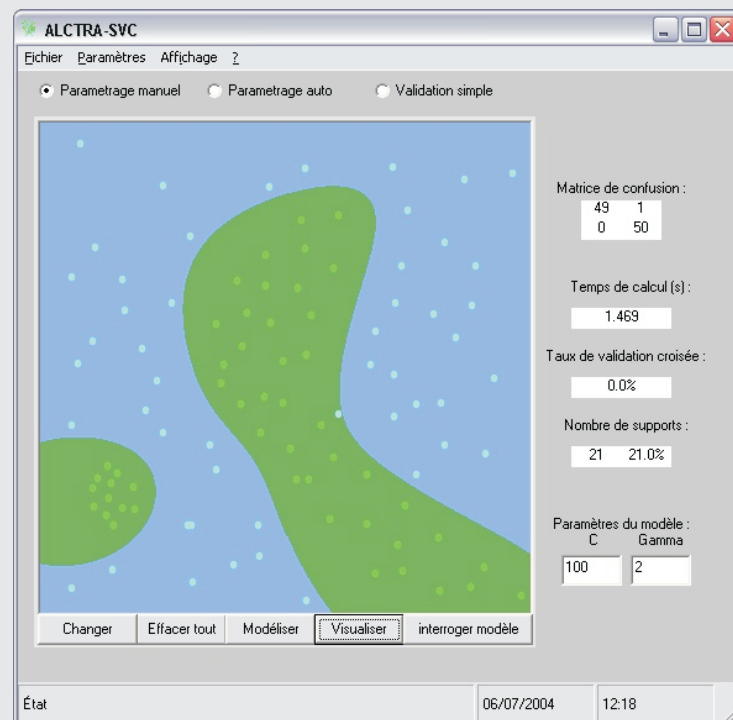 ALCTRA-SVC
Fichier Paramètres Affichage ?
Parametrage manuel Parametrage auto Validation simple
Matrice de confusion :
49 1
0 50
Temps de calcul (s) :
1.469
Taux de validation croisée :
0.0%
Nombre de supports :
21 21.0%
Paramètres du modèle :
C Gamma
100 2
Changer Effacer tout Modéliser Visualiser interroger modèle
État 06/07/2004 12:18